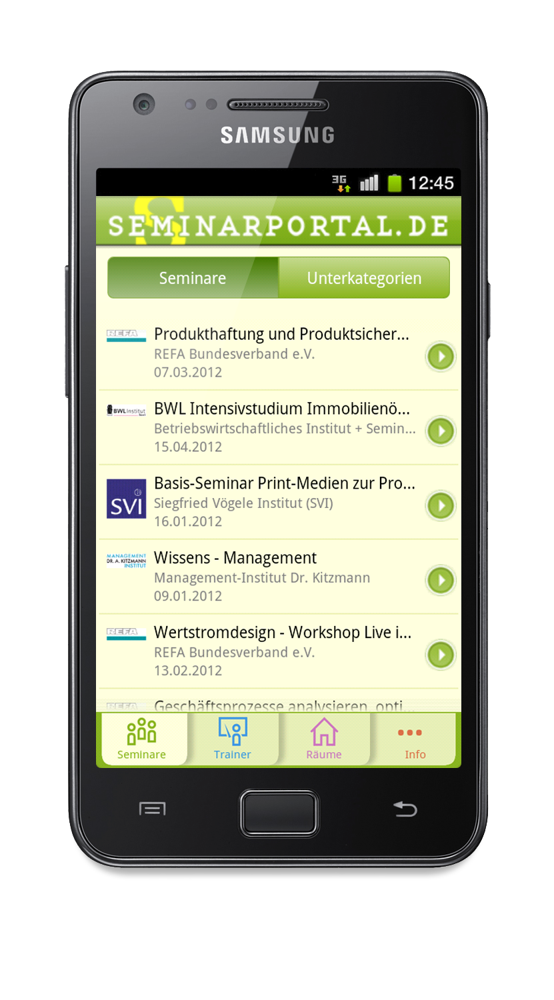 SAMSUNG
3G 12:45
SEMINARPORTAL.DE
Seminare Unterkategorien
REFA
Produkthaftung und Produktsicher...
REFA Bundesverband e.V.
07.03.2012
BWL Institut
BWL Intensivstudium Immobilienö...
Betriebswirtschaftliches Institut + Semin...
15.04.2012
SVI
Basis-Seminar Print-Medien zur Pro...
Siegfried Vögele Institut (SVI)
16.01.2012
MANAGEMENT
DR. A. KITZMANN
INSTITUT
Wissens - Management
Management-Institut Dr. Kitzmann
09.01.2012
REFA
Wertstromdesign - Workshop Live i...
REFA Bundesverband e.V.
13.02.2012
REFA
Geschäftsprozesse analysieren, opti...
Seminare Trainer Räume Info